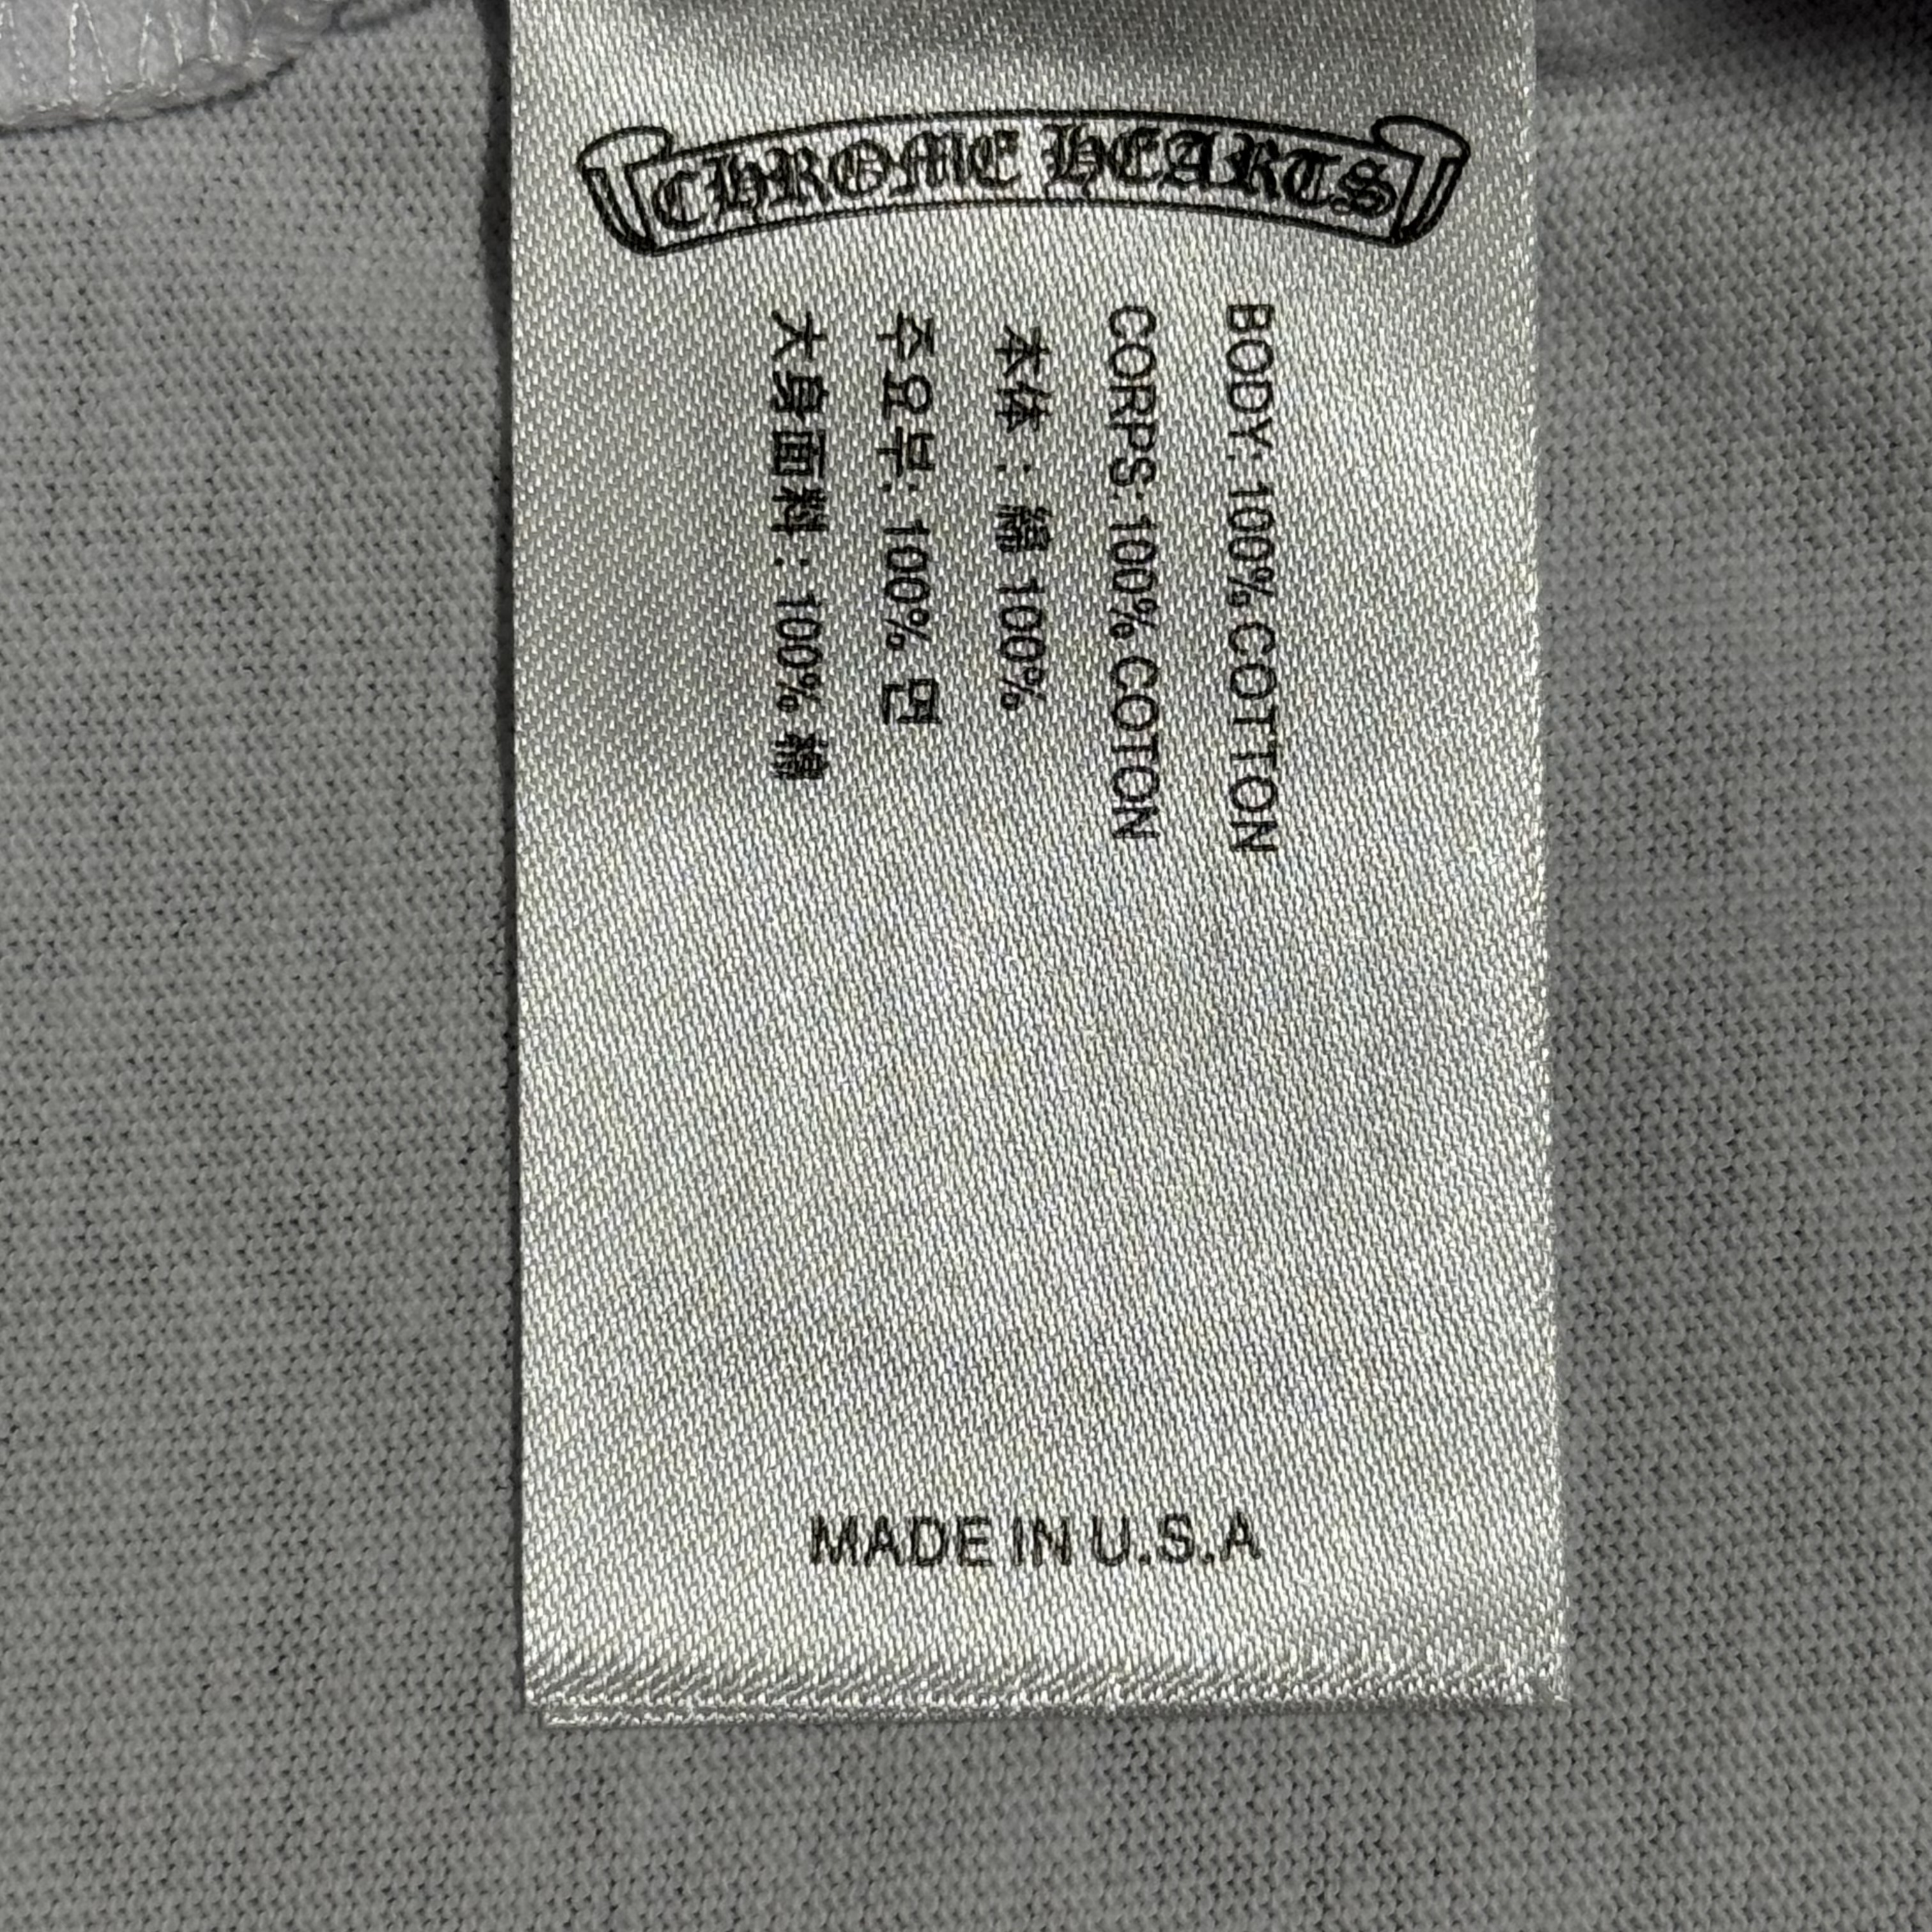 CHROME HEARTS
BODY: 100% COTTON
CORPS: 100% COTON
本体 : 綿 100%
주요부: 100% 면
大身面料 : 100% 棉
MADE IN U.S.A